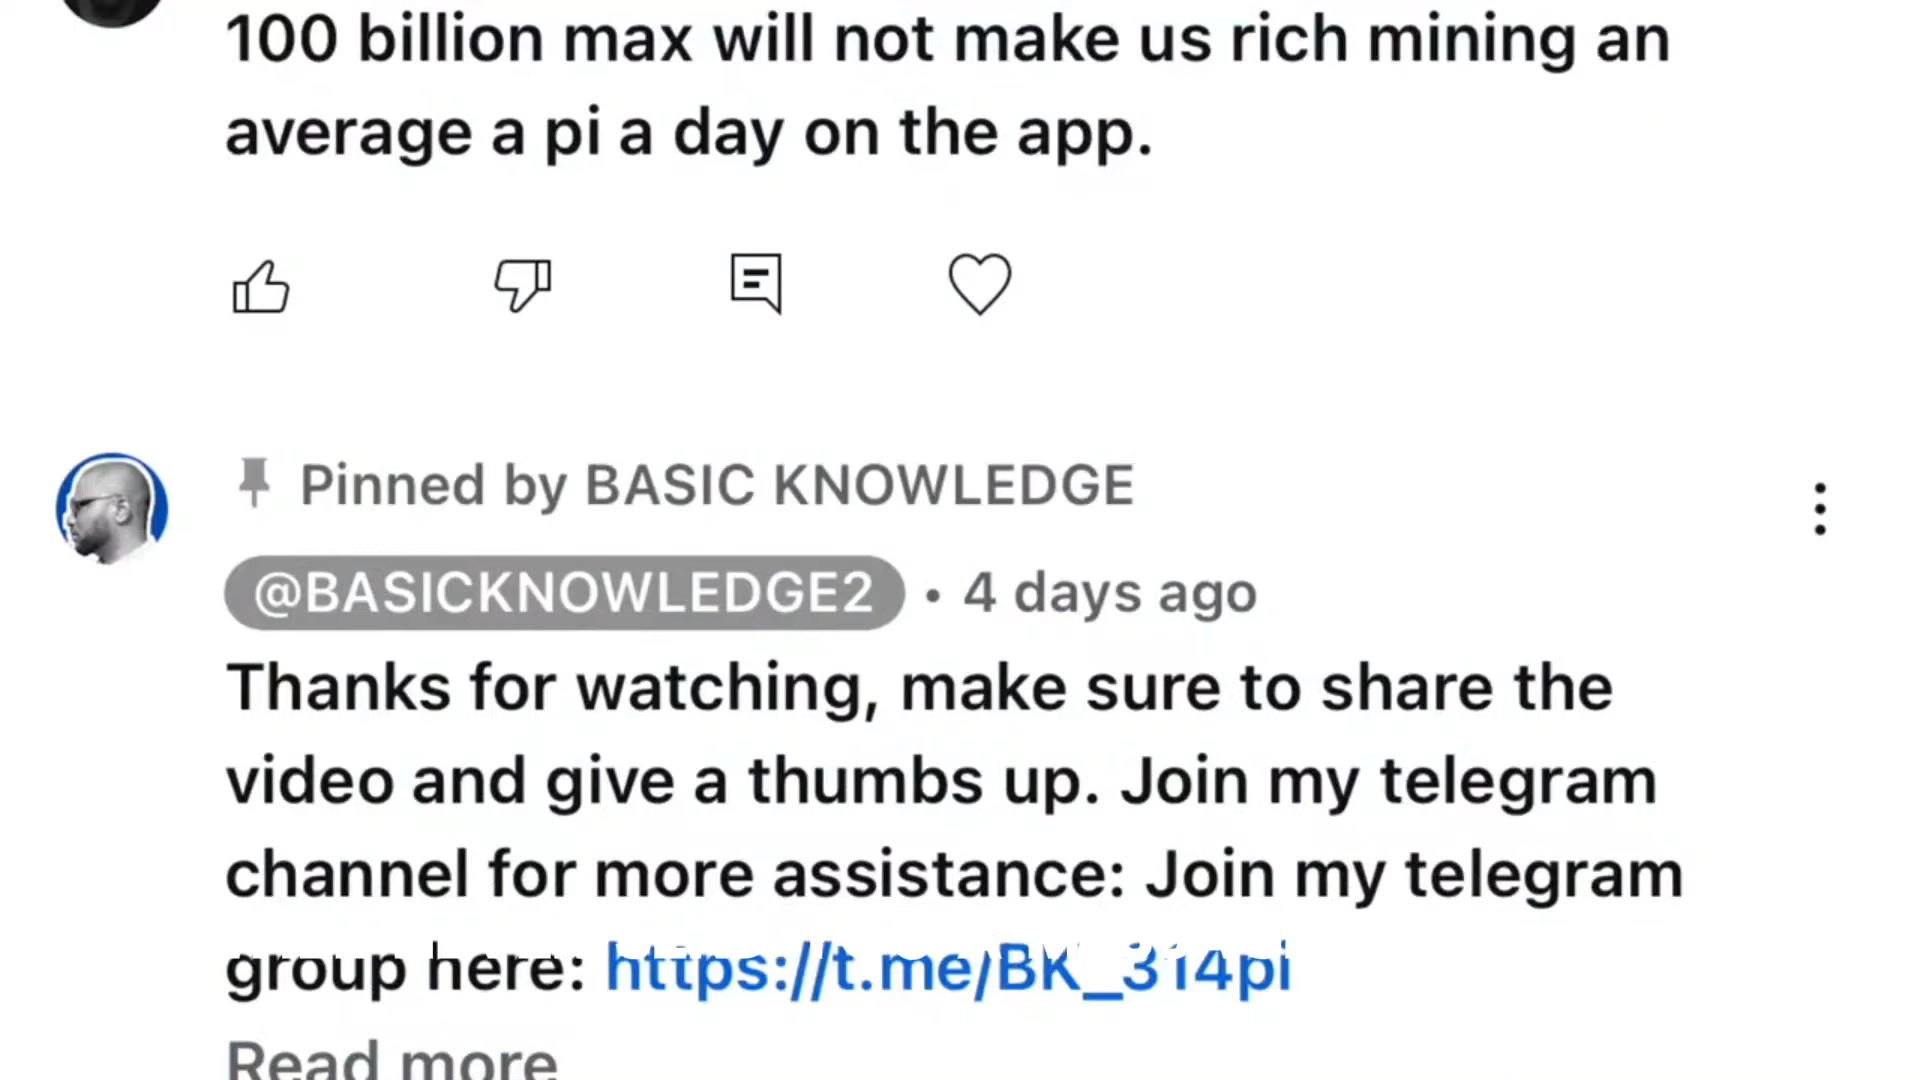 100 billion max will not make us rich mining an
average a pi a day on the app.
Pinned by BASIC KNOWLEDGE
@BASICKNOWLEDGE2 • 4 days ago
Thanks for watching, make sure to share the
video and give a thumbs up. Join my telegram
channel for more assistance: Join my telegram
group here: https://t.me/BK_314pi
Read more